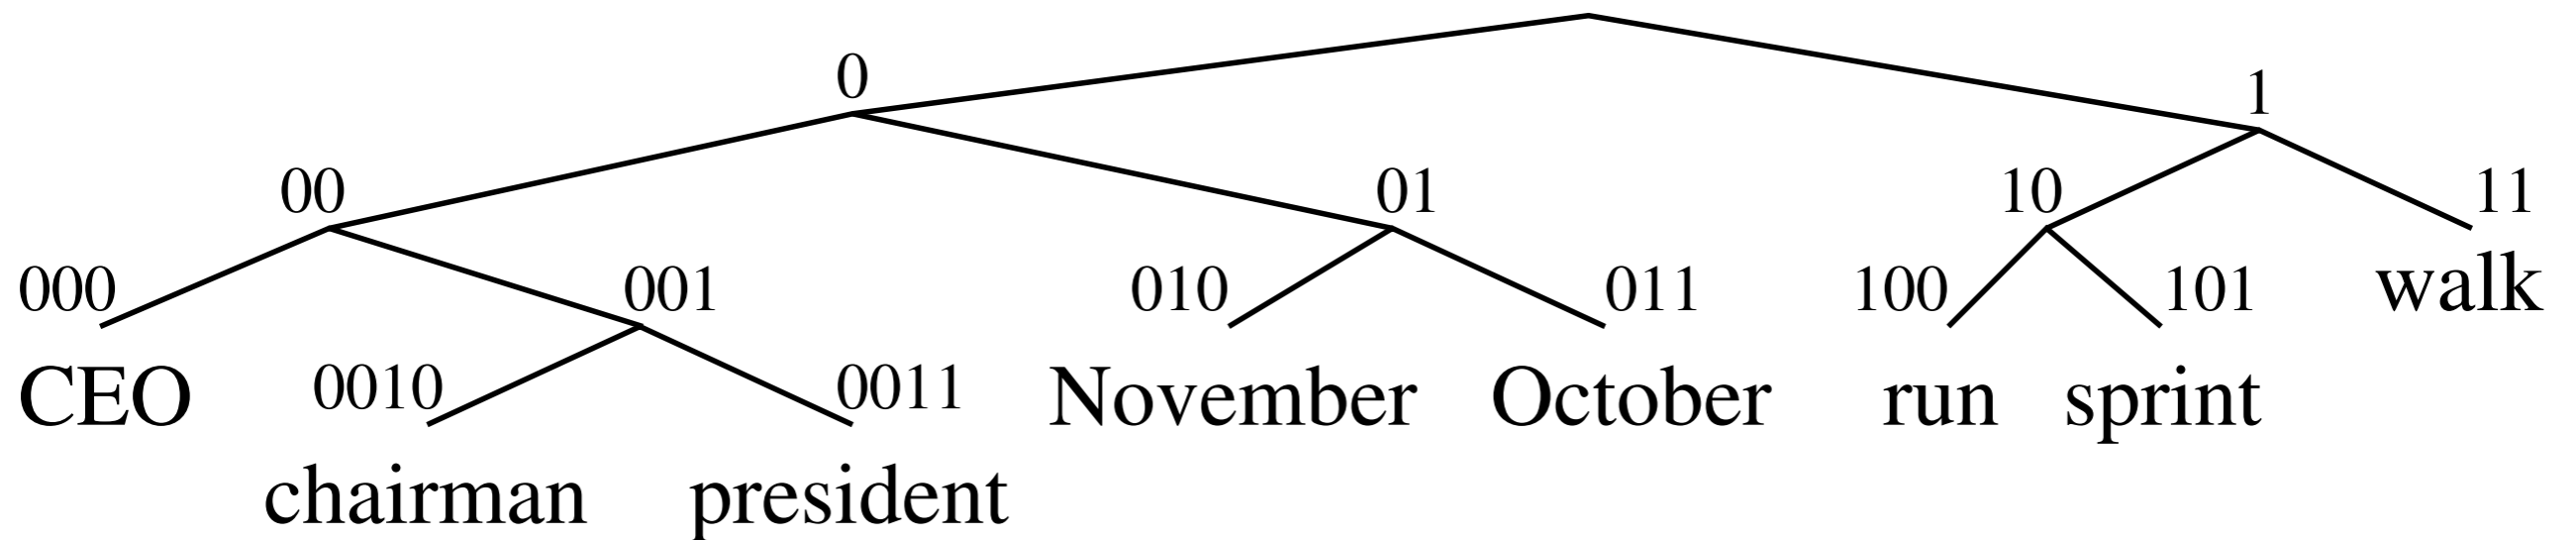 0
1
00 01 10 11
000 001 010 011 100 101 walk
CEO 0010 0011 November October run sprint
chairman president